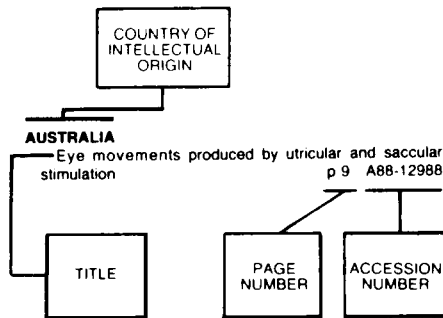 COUNTRY OF
INTELLECTUAL
ORIGIN
AUSTRALIA
Eye movements produced by utricular and saccular
stimulation p 9 A88-12988
TITLE
PAGE
NUMBER
ACCESSION
NUMBER